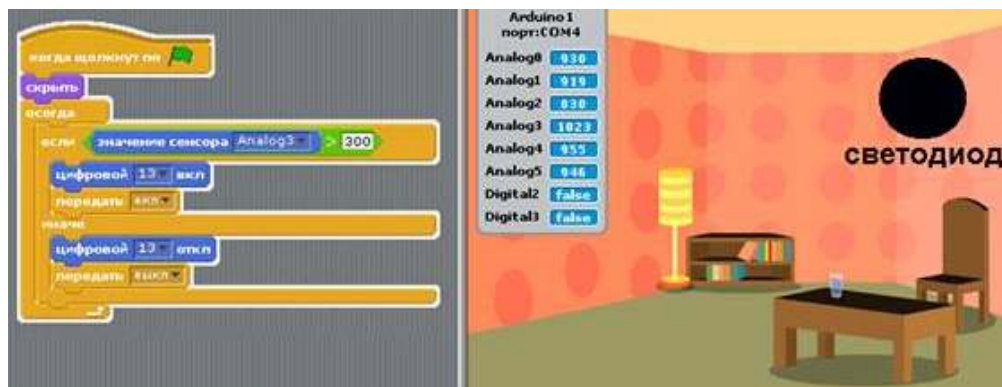 когда щелкнут по
скрыть
всегда
если значение сенсора Analog3 > 300
цифровой 13 вкл
передать вкл
иначе
цифровой 13 откл
передать выкл
Arduino1
порт:COM4
Analog0 930
Analog1 919
Analog2 830
Analog3 1023
Analog4 955
Analog5 946
Digital2 false
Digital3 false
светодиод